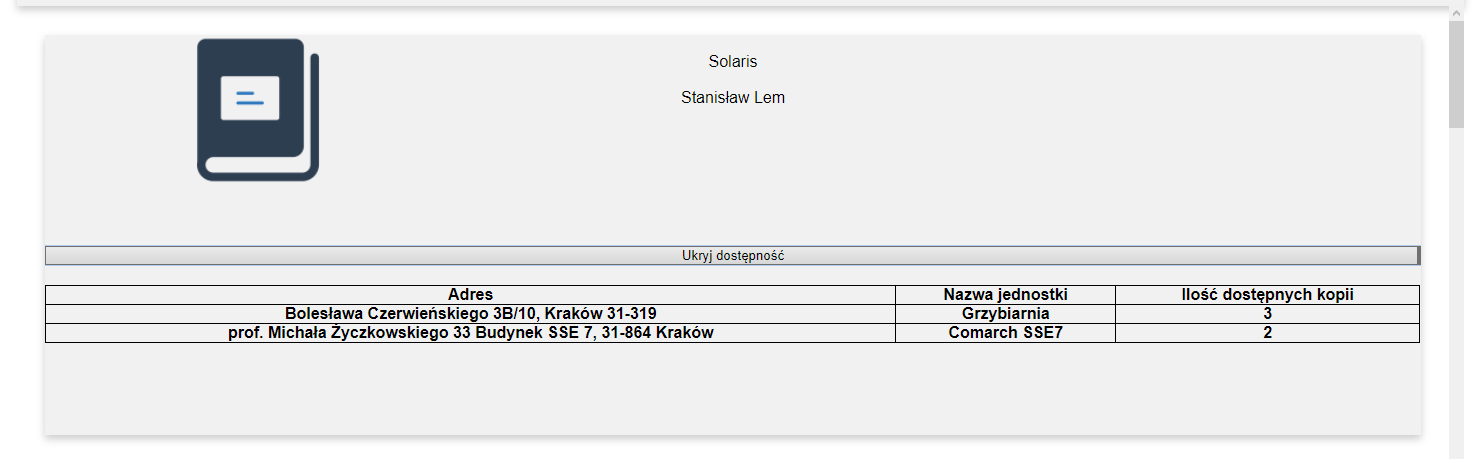 Solaris
Stanisław Lem
Ukryj dostępność
Adres Nazwa jednostki Ilość dostępnych kopii
Bolesława Czerwieńskiego 3B/10, Kraków 31-319 Grzybiarnia 3
prof. Michała Życzkowskiego 33 Budynek SSE 7, 31-864 Kraków Comarch SSE7 2